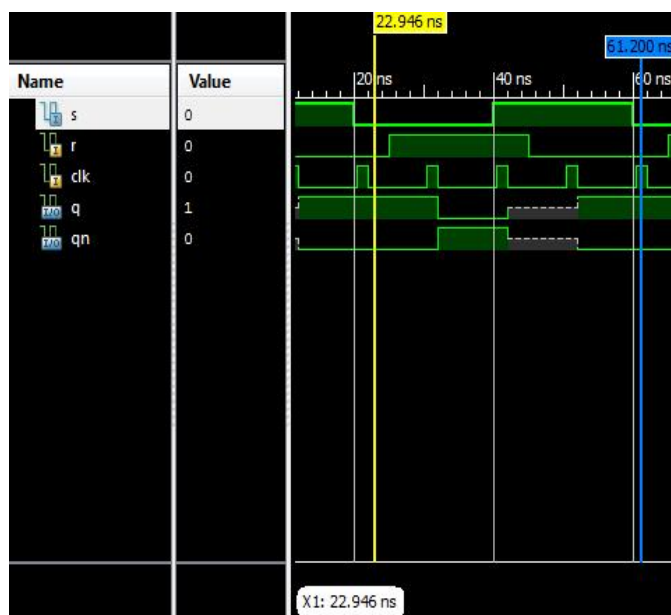 22.946 ns
61.200 ns
Name Value
20 ns 40 ns 60 ns
s 0
r 0
clk 0
q 1
qn 0
X1: 22.946 ns